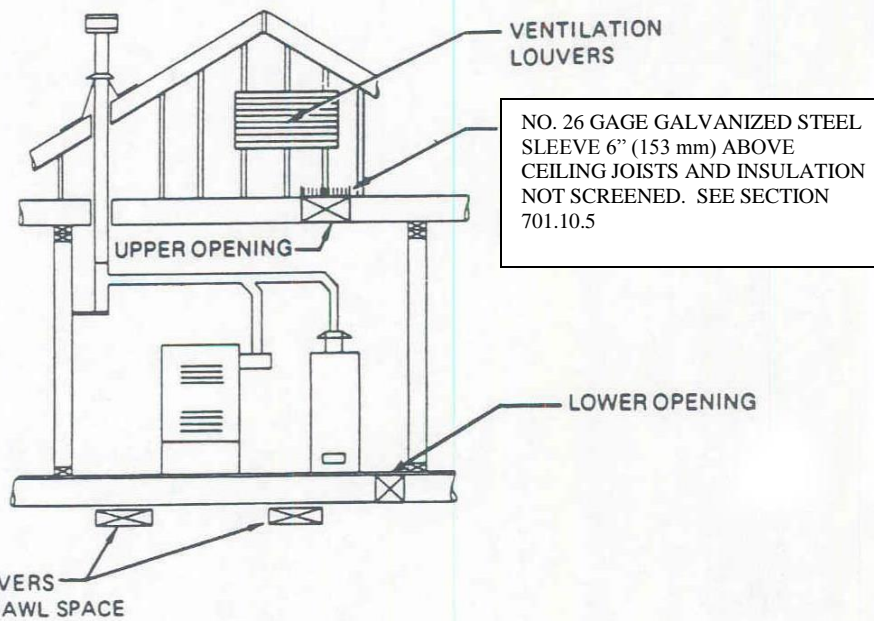 VENTILATION
LOUVERS
NO. 26 GAGE GALVANIZED STEEL
SLEEVE 6” (153 mm) ABOVE
CEILING JOISTS AND INSULATION
NOT SCREENED. SEE SECTION
701.10.5
UPPER OPENING
LOWER OPENING
VERS
AWL SPACE